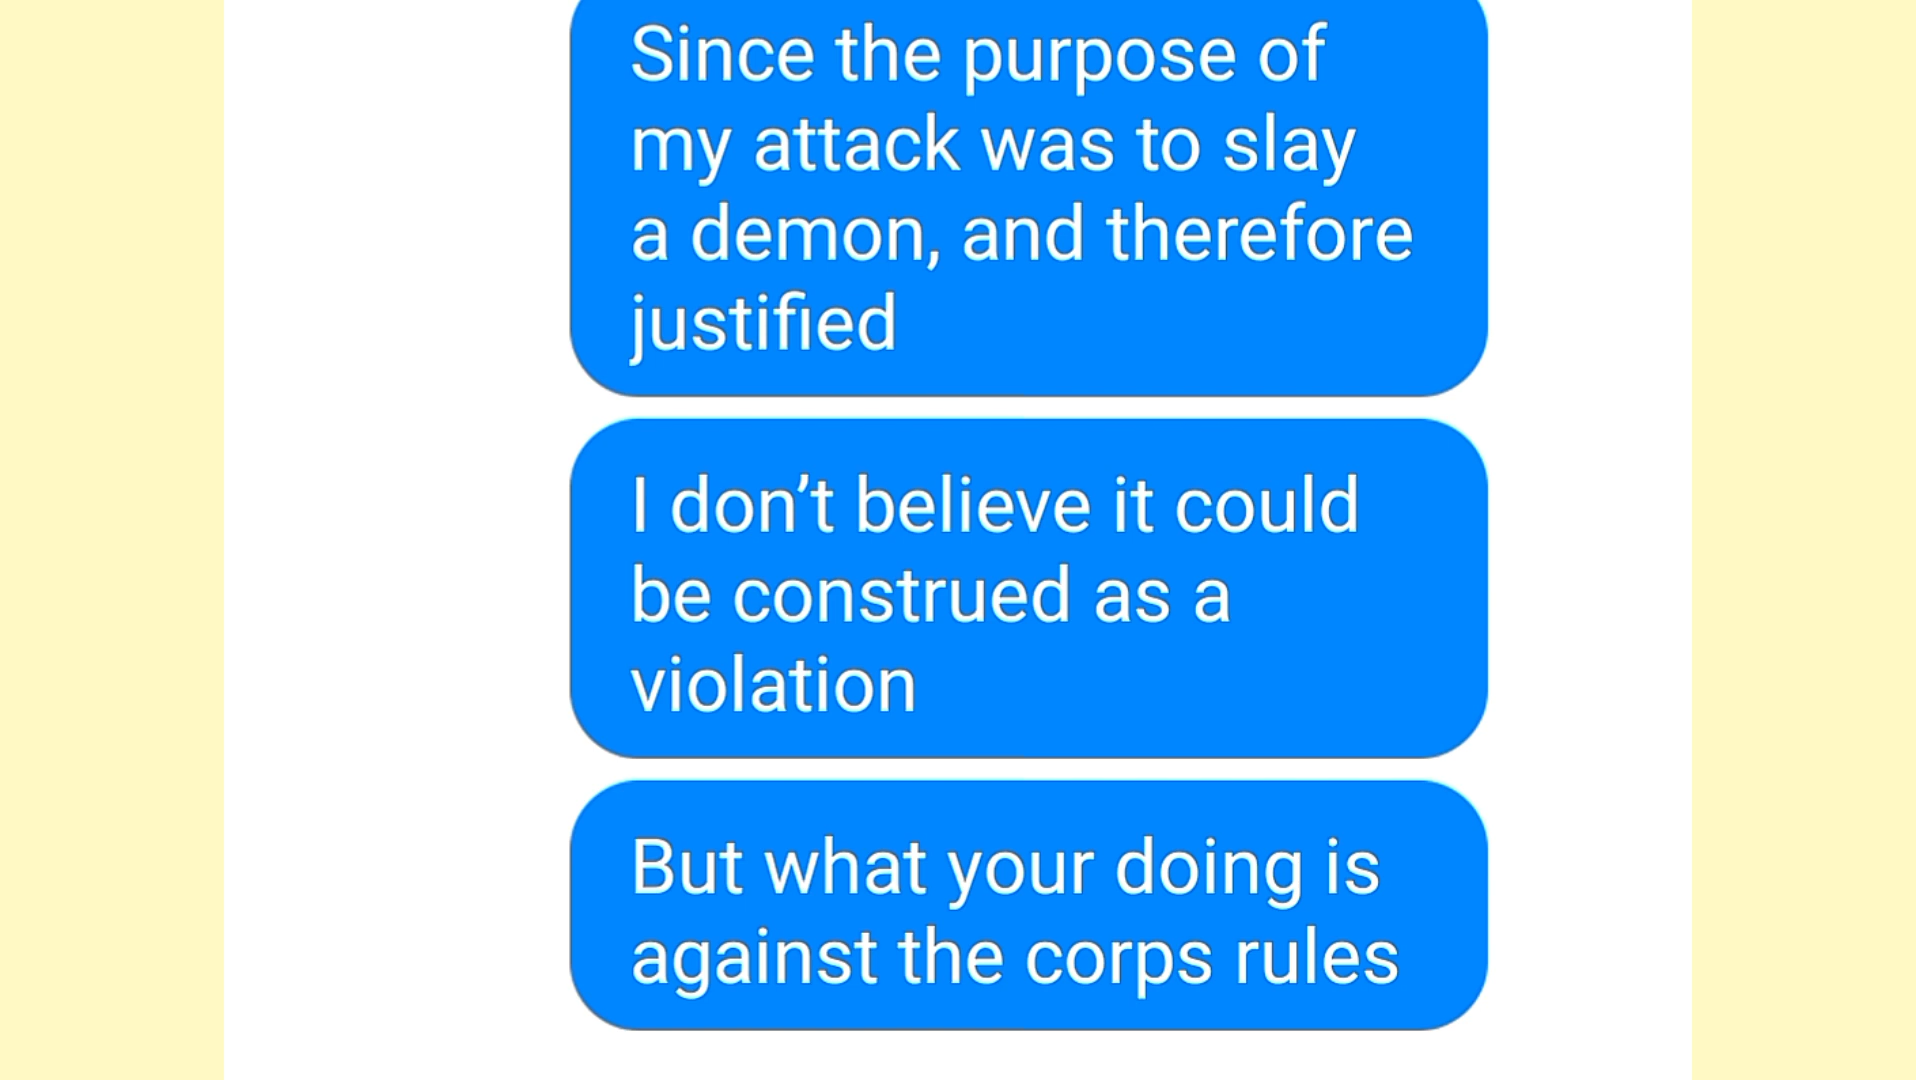 Since the purpose of
my attack was to slay
a demon, and therefore
justified
I don’t believe it could
be construed as a
violation
But what your doing is
against the corps rules